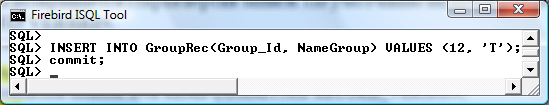 Firebird ISQL Tool
SQL>
SQL> INSERT INTO GroupRec(Group_Id, NameGroup) VALUES (12, 'T');
SQL> commit;
SQL> _